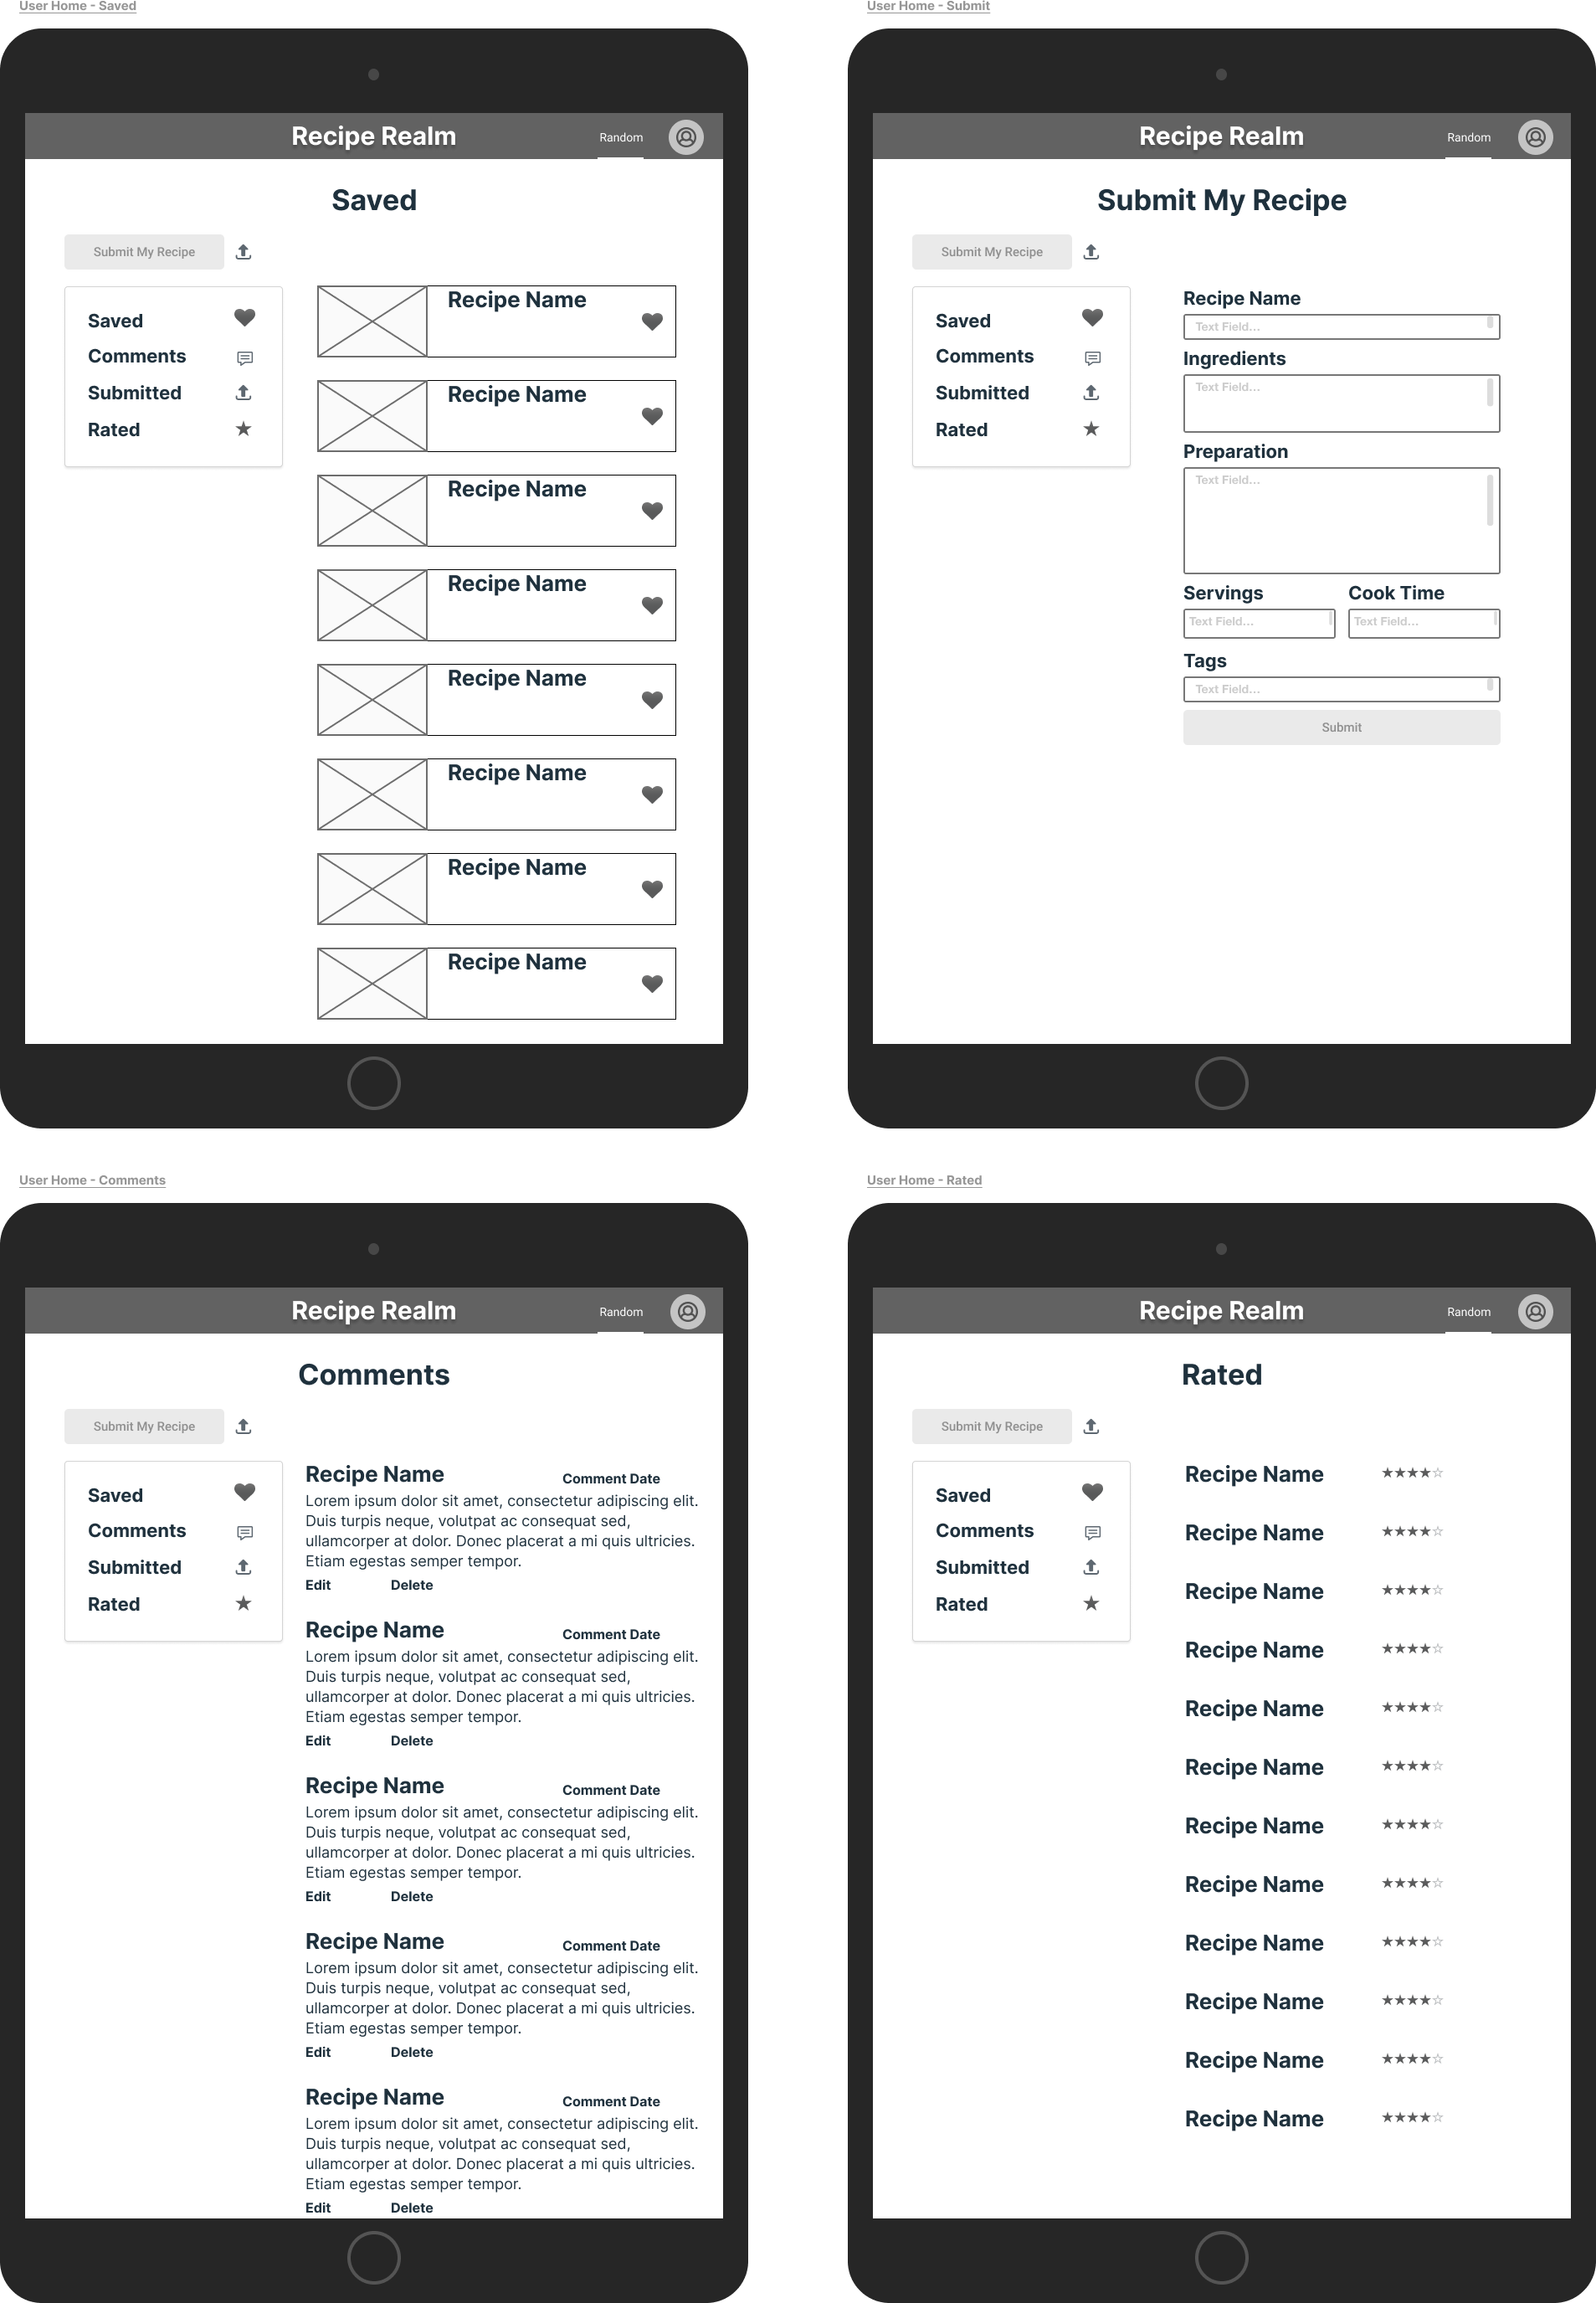 User Home - Saved
Recipe Realm
Random
Saved
Submit My Recipe
Saved
Comments
Submitted
Rated
Recipe Name
Recipe Name
Recipe Name
Recipe Name
Recipe Name
Recipe Name
Recipe Name
Recipe Name
User Home - Submit
Recipe Realm
Random
Submit My Recipe
Submit My Recipe
Saved
Comments
Submitted
Rated
Recipe Name
Text Field...
Ingredients
Text Field...
Preparation
Text Field...
Servings
Cook Time
Text Field...
Text Field...
Tags
Text Field...
Submit
User Home - Comments
Recipe Realm
Random
Comments
Submit My Recipe
Saved
Comments
Submitted
Rated
Recipe Name
Comment Date
Lorem ipsum dolor sit amet, consectetur adipiscing elit.
Duis turpis neque, volutpat ac consequat sed,
ullamcorper at dolor. Donec placerat a mi quis ultricies.
Etiam egestas semper tempor.
Edit
Delete
Recipe Name
Comment Date
Lorem ipsum dolor sit amet, consectetur adipiscing elit.
Duis turpis neque, volutpat ac consequat sed,
ullamcorper at dolor. Donec placerat a mi quis ultricies.
Etiam egestas semper tempor.
Edit
Delete
Recipe Name
Comment Date
Lorem ipsum dolor sit amet, consectetur adipiscing elit.
Duis turpis neque, volutpat ac consequat sed,
ullamcorper at dolor. Donec placerat a mi quis ultricies.
Etiam egestas semper tempor.
Edit
Delete
Recipe Name
Comment Date
Lorem ipsum dolor sit amet, consectetur adipiscing elit.
Duis turpis neque, volutpat ac consequat sed,
ullamcorper at dolor. Donec placerat a mi quis ultricies.
Etiam egestas semper tempor.
Edit
Delete
Recipe Name
Comment Date
Lorem ipsum dolor sit amet, consectetur adipiscing elit.
Duis turpis neque, volutpat ac consequat sed,
ullamcorper at dolor. Donec placerat a mi quis ultricies.
Etiam egestas semper tempor.
Edit
Delete
User Home - Rated
Recipe Realm
Random
Rated
Submit My Recipe
Saved
Comments
Submitted
Rated
Recipe Name
Recipe Name
Recipe Name
Recipe Name
Recipe Name
Recipe Name
Recipe Name
Recipe Name
Recipe Name
Recipe Name
Recipe Name
Recipe Name